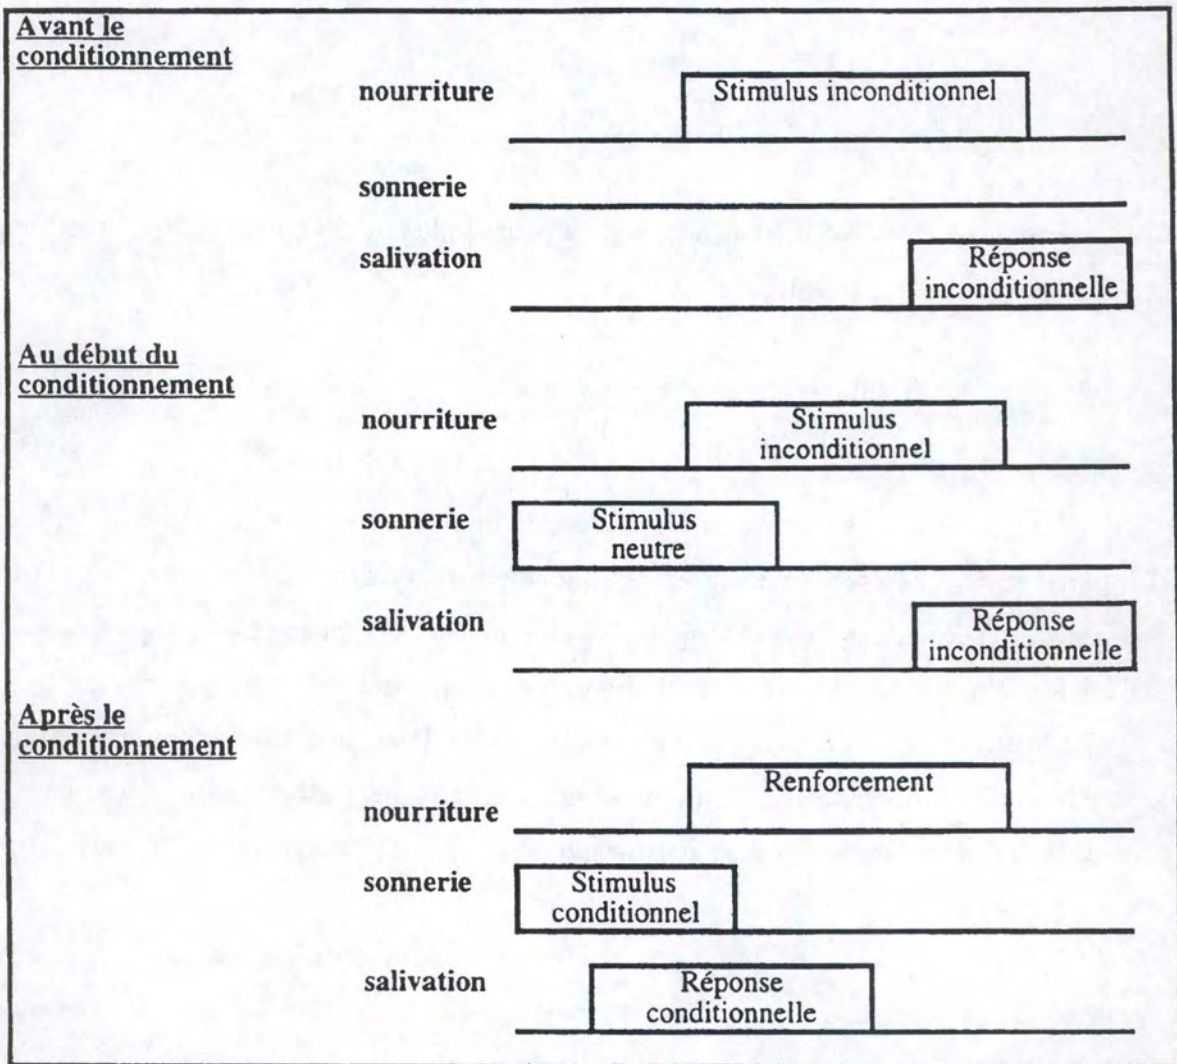 Avant le
conditionnement
nourriture
Stimulus inconditionnel
sonnerie
salivation
Réponse
inconditionnelle
Au début du
conditionnement
nourriture
Stimulus
inconditionnel
sonnerie
Stimulus
neutre
salivation
Réponse
inconditionnelle
Après le
conditionnement
nourriture
Renforcement
sonnerie
Stimulus
conditionnel
salivation
Réponse
conditionnelle